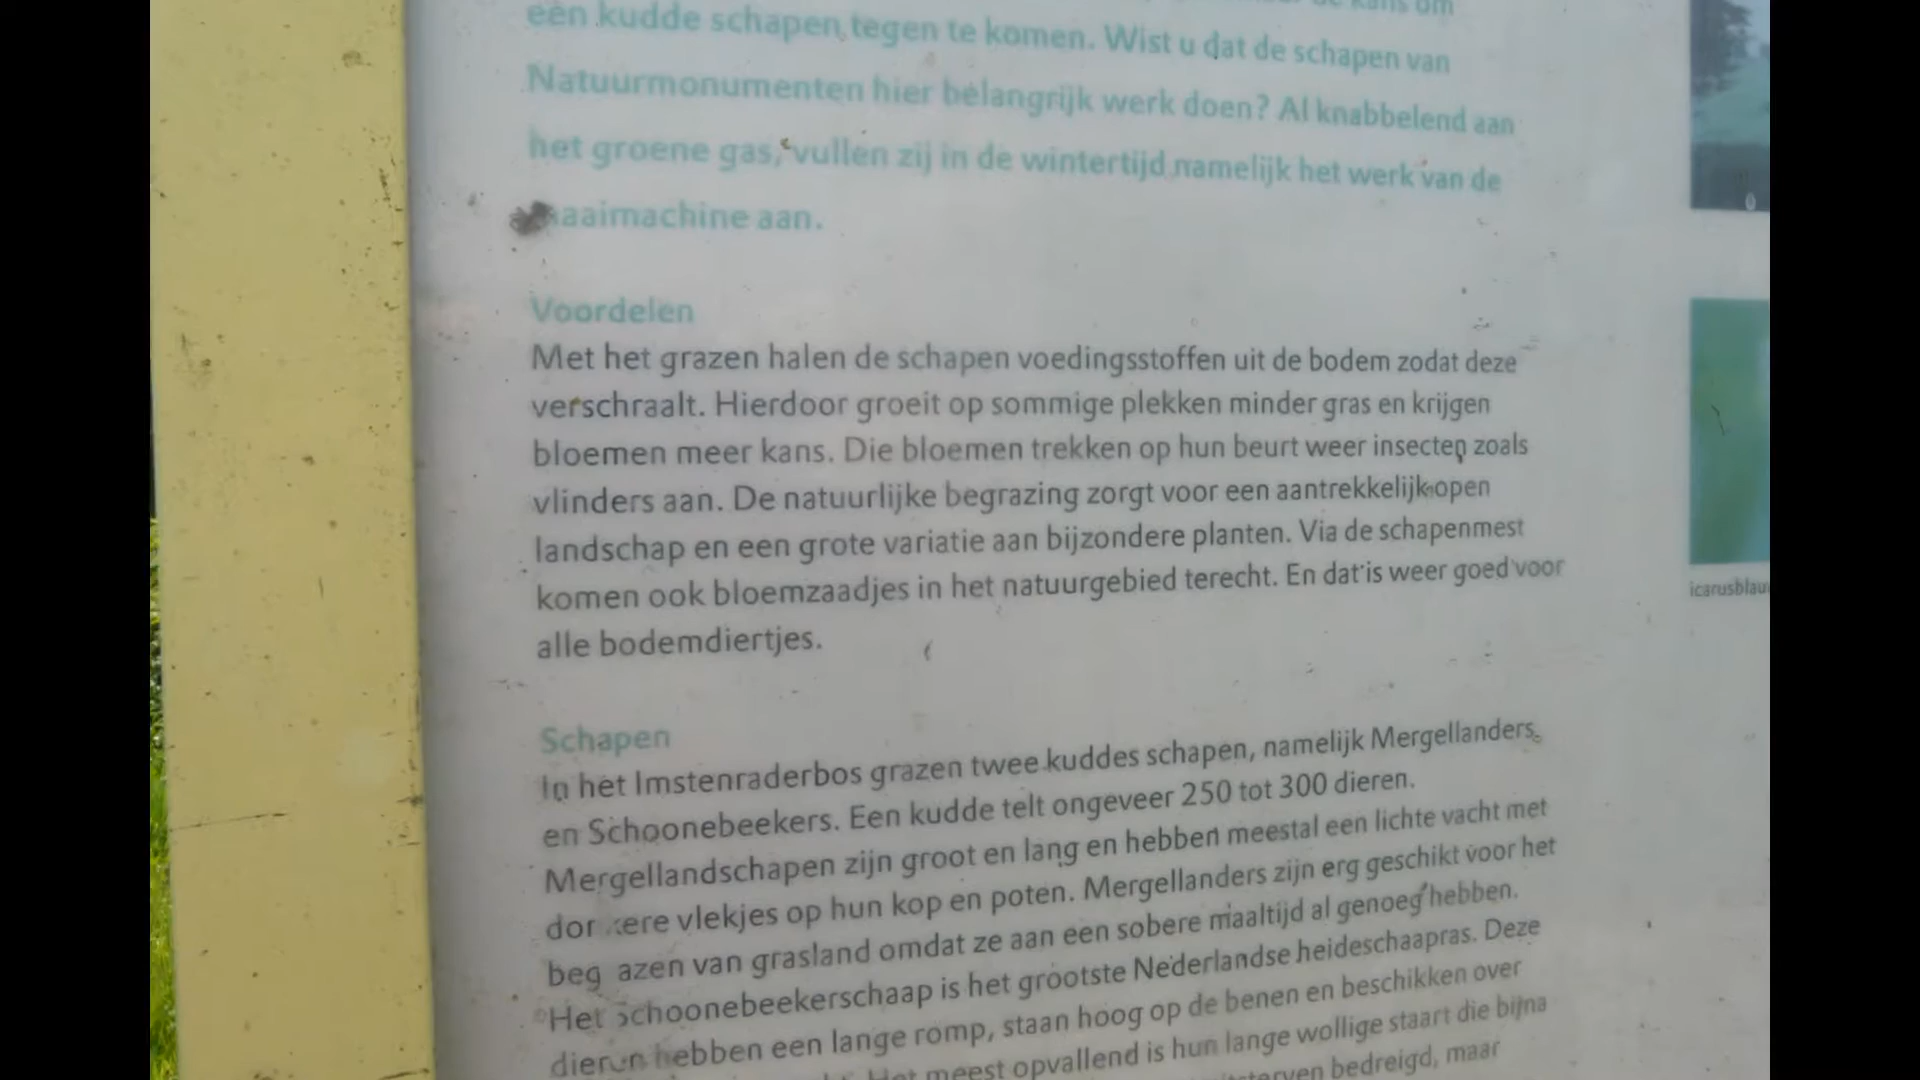 kans om
een kudde schapen tegen te komen. Wist u dat de schapen van
Natuurmonumenten hier belangrijk werk doen? Al knabbelend aan
het groene gas, vullen zij in de wintertijd namelijk het werk van de
aaimachine aan.
Voordelen
Met het grazen halen de schapen voedingsstoffen uit de bodem zodat deze
verschraalt. Hierdoor groeit op sommige plekken minder gras en krijgen
bloemen meer kans. Die bloemen trekken op hun beurt weer insecten zoals
vlinders aan. De natuurlijke begrazing zorgt voor een aantrekkelijk open
landschap en een grote variatie aan bijzondere planten. Via de schapenmest
komen ook bloemzaadjes in het natuurgebied terecht. En dat is weer goed voor
alle bodemdiertjes.
Schapen
In het Imstenraderbos grazen twee kuddes schapen, namelijk Mergellanders
en Schoonebeekers. Een kudde telt ongeveer 250 tot 300 dieren.
Mergellandschapen zijn groot en lang en hebben meestal een lichte vacht met
dor kere vlekjes op hun kop en poten. Mergellanders zijn erg geschikt voor het
beg azen van grasland omdat ze aan een sobere maaltijd al genoeg hebben.
Het Schoonebeekerschaap is het grootste Nederlandse heideschaapras. Deze
dieren hebben een lange romp, staan hoog op de benen en beschikken over
Het meest opvallend is hun lange wollige staart die bijna
bedreigd, maar
icarusblau